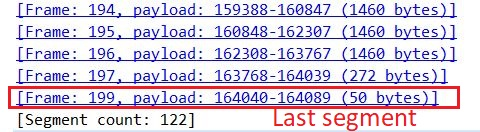 [Frame: 194, payload: 159388-160847 (1460 bytes)]
[Frame: 195, payload: 160848-162307 (1460 bytes)]
[Frame: 196, payload: 162308-163767 (1460 bytes)]
[Frame: 197, payload: 163768-164039 (272 bytes)]
[Frame: 199, payload: 164040-164089 (50 bytes)]
[Segment count: 122]
Last segment